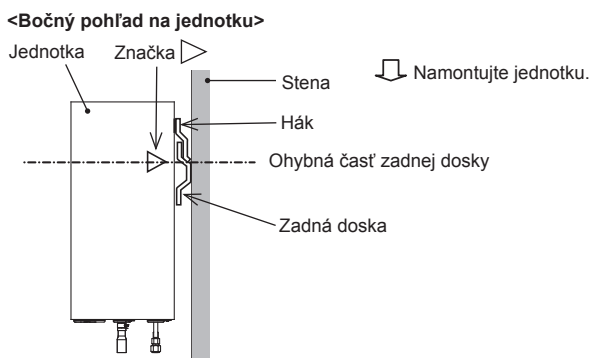 <Bočný pohľad na jednotku>
Jednotka
Značka
Stena
Namontujte jednotku.
Hák
Ohybná časť zadnej dosky
Zadná doska